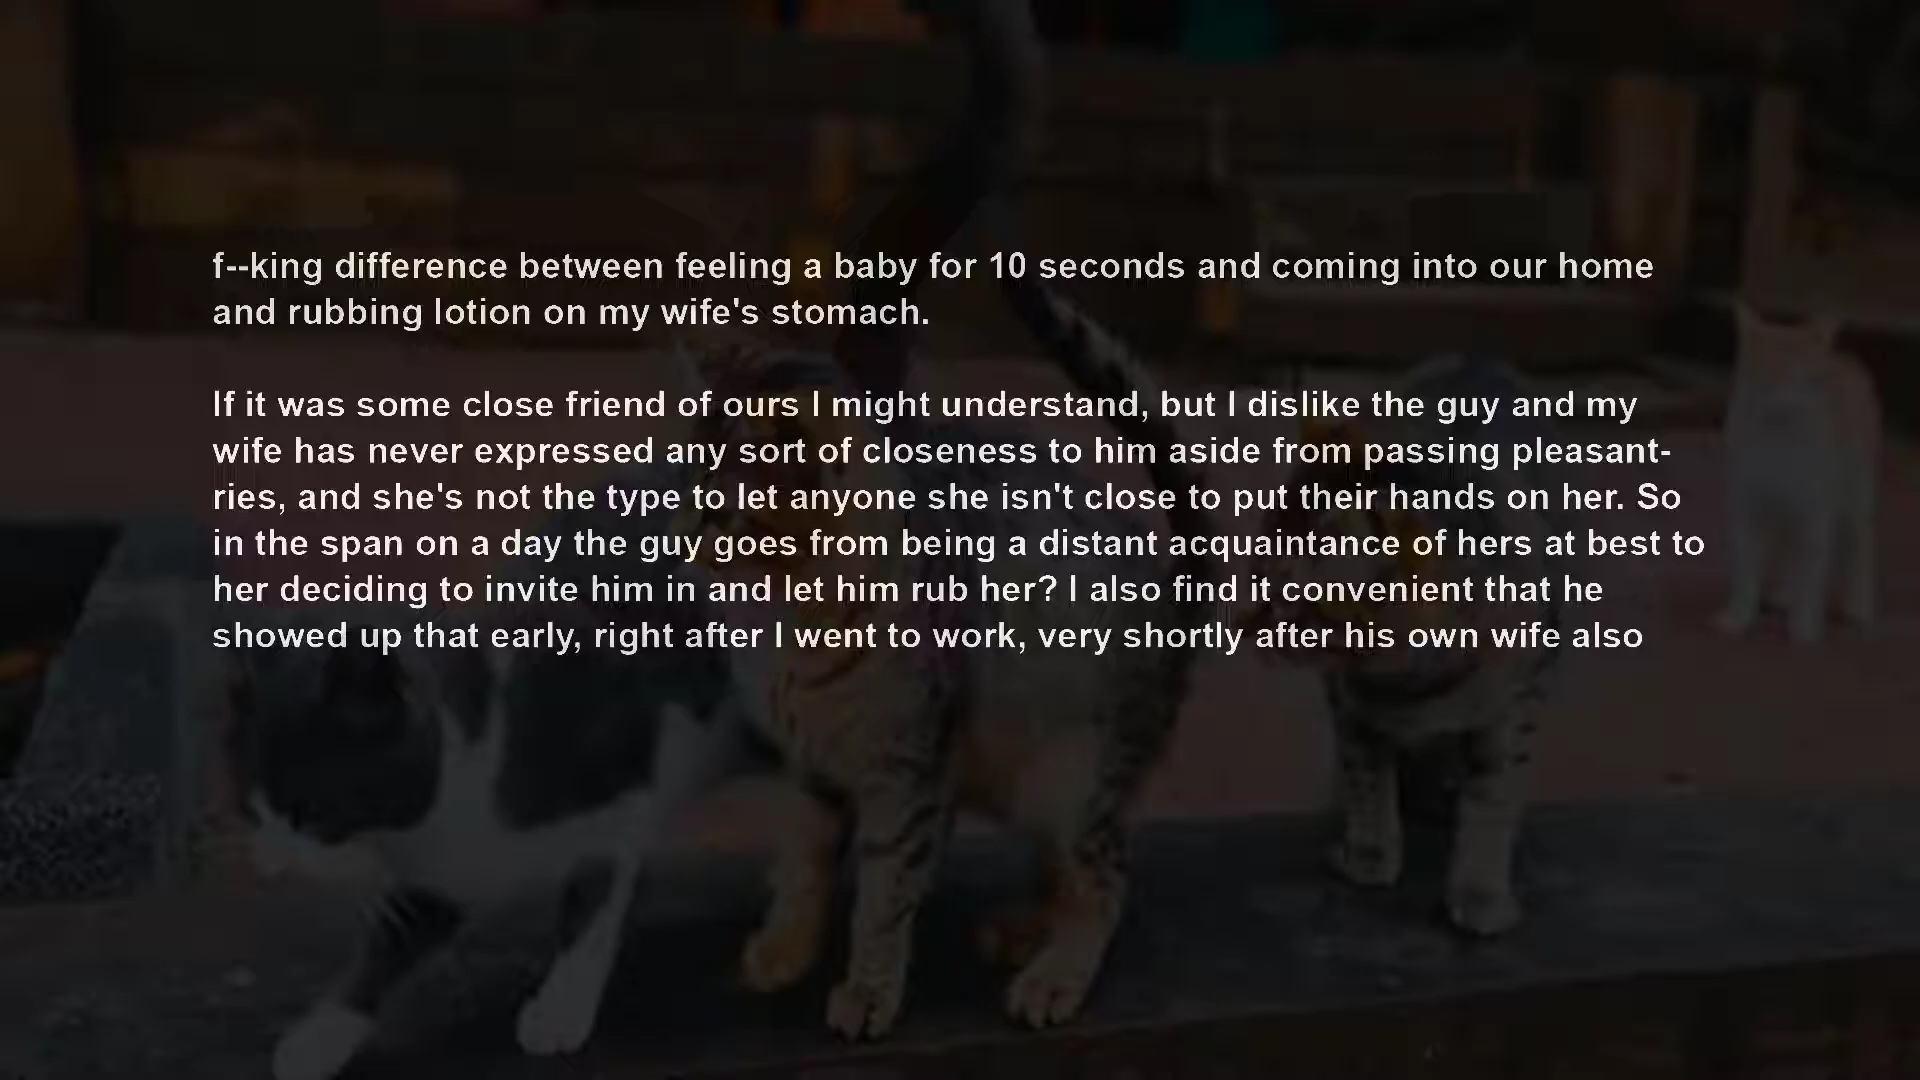 f--king difference between feeling a baby for 10 seconds and coming into our home
and rubbing lotion on my wife's stomach.
If it was some close friend of ours I might understand, but I dislike the guy and my
wife has never expressed any sort of closeness to him aside from passing pleasant-
ries, and she's not the type to let anyone she isn't close to put their hands on her. So
in the span on a day the guy goes from being a distant acquaintance of hers at best to
her deciding to invite him in and let him rub her? I also find it convenient that he
showed up that early, right after I went to work, very shortly after his own wife also